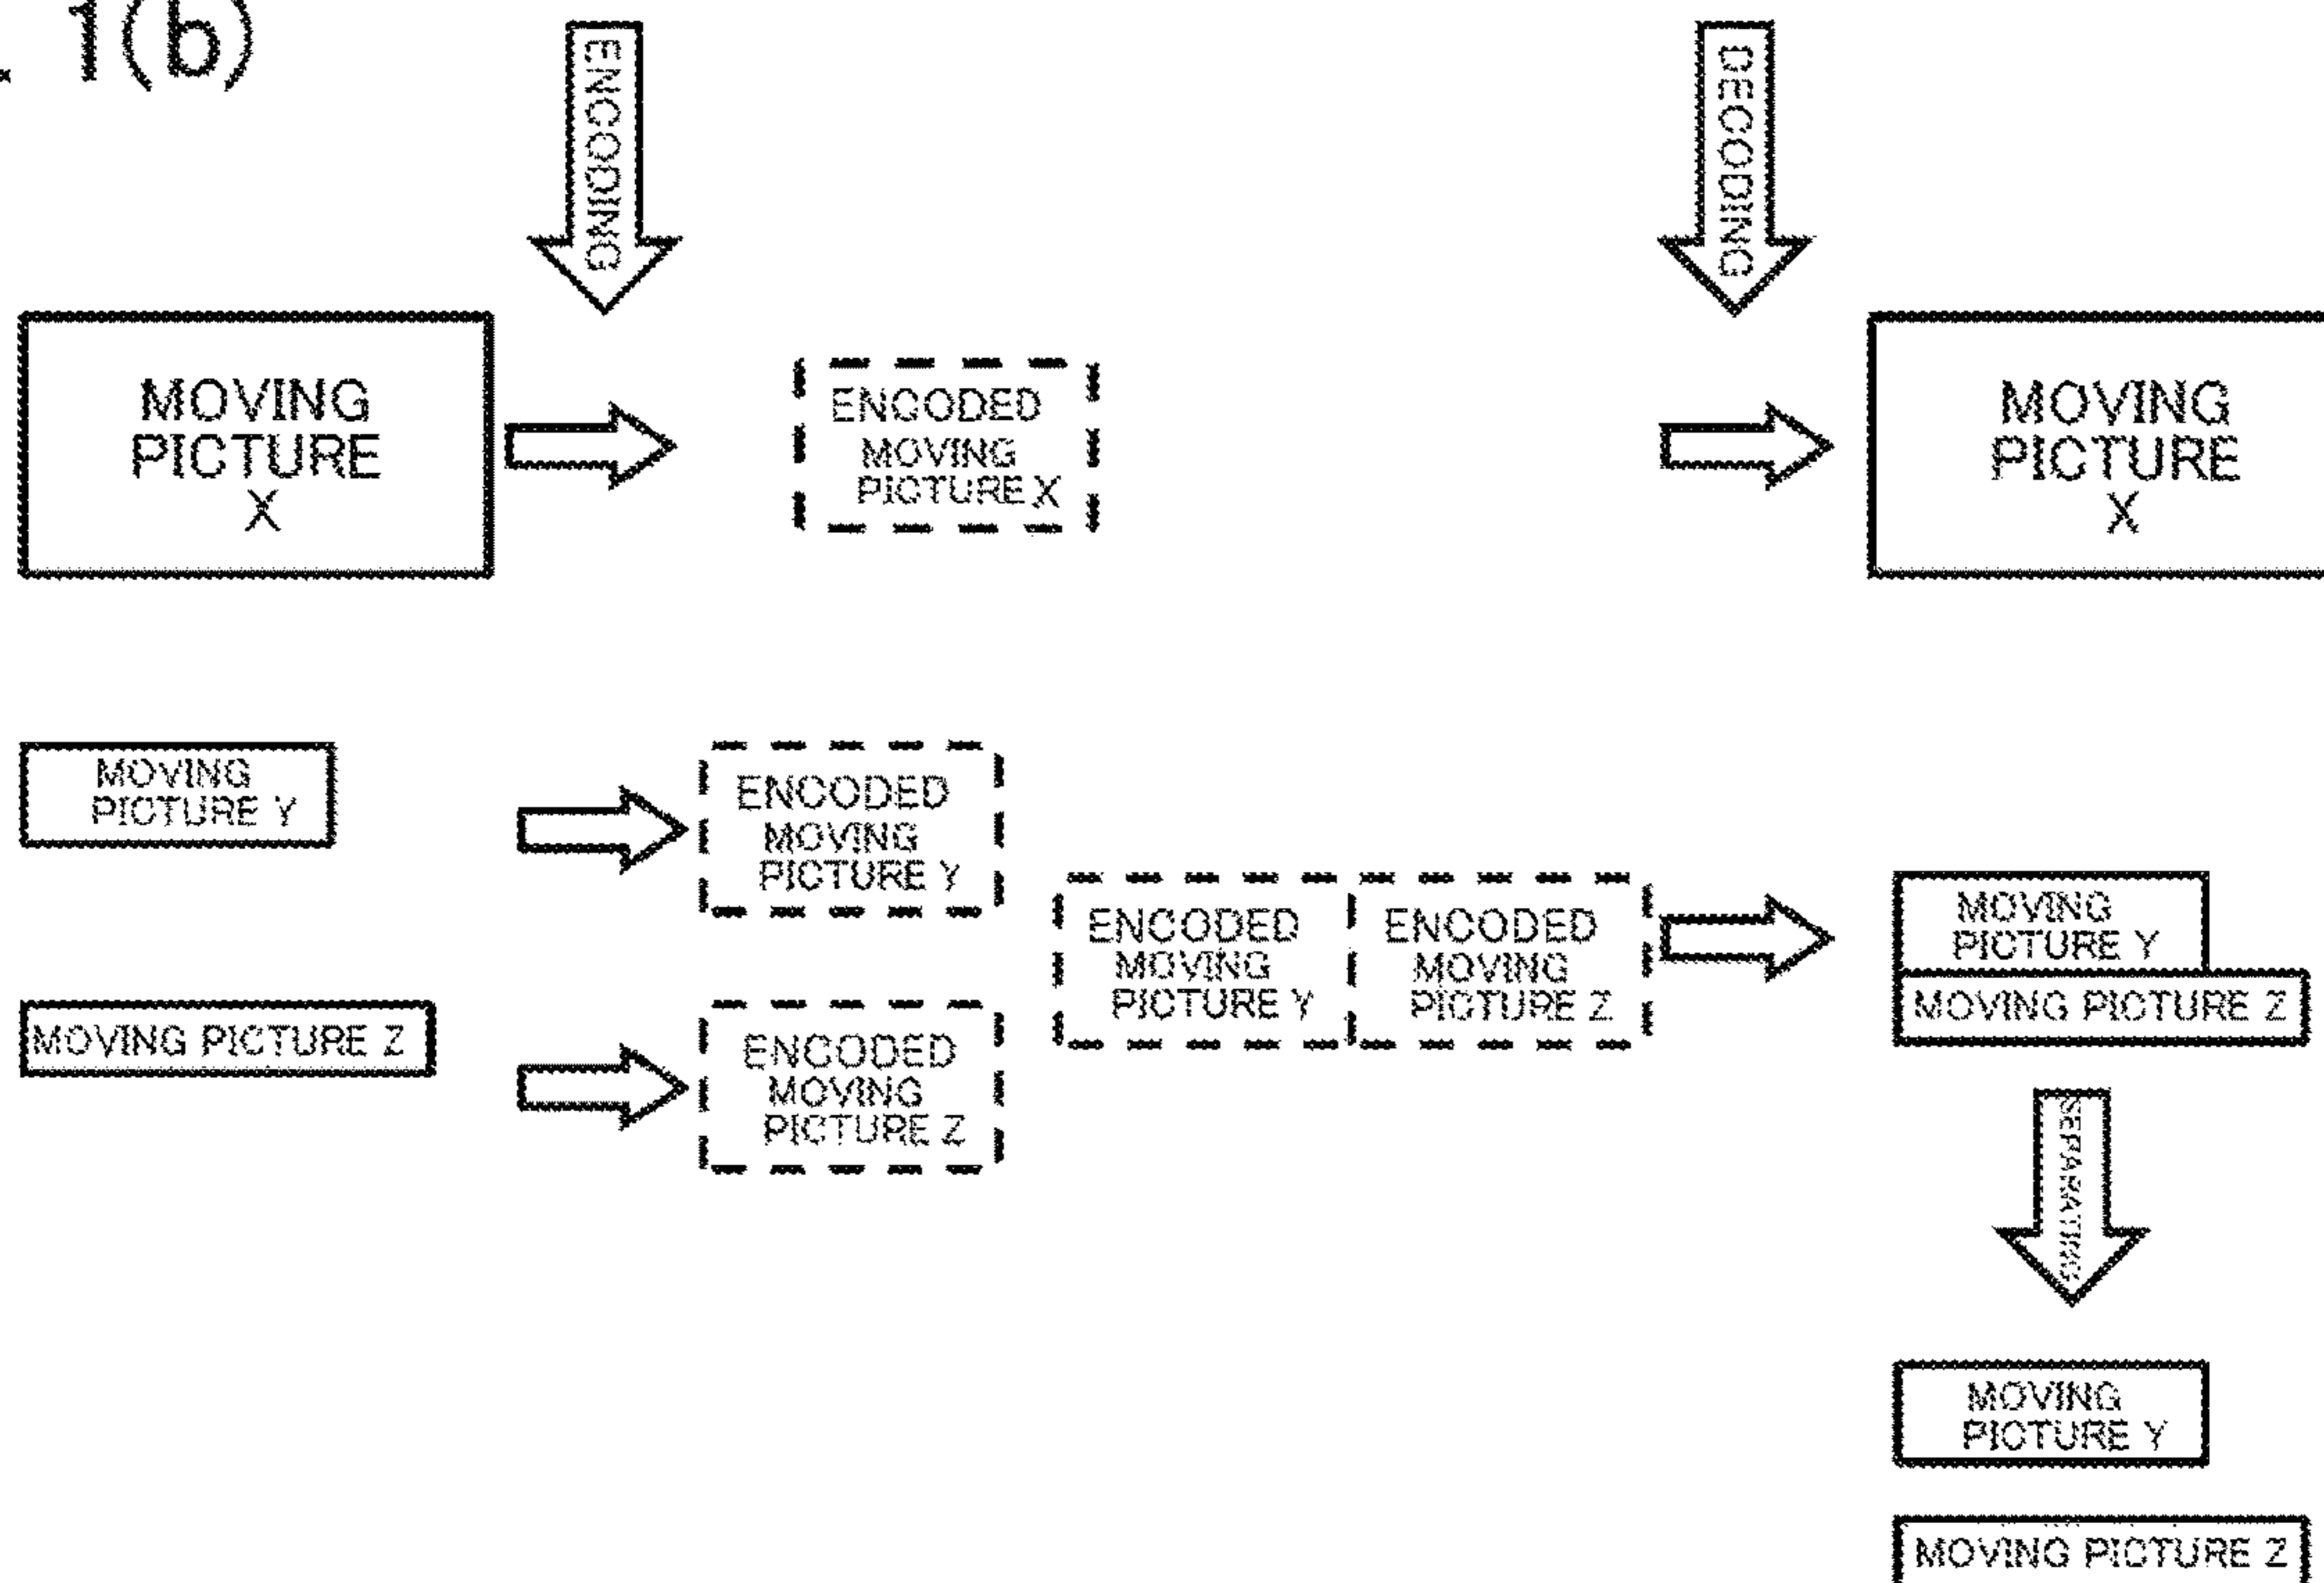 1(b)
ENCODING
DECODING
MOVING
PICTURE
X
ENCODED
MOVING
PICTURE X
MOVING
PICTURE
X
MOVING
PICTURE Y
ENCODED
MOVING
PICTURE Y
MOVING PICTURE Z
ENCODED
MOVING
PICTURE Z
ENCODED
MOVING
PICTURE Y
ENCODED
MOVING
PICTURE Z
MOVING
PICTURE Y
MOVING PICTURE Z
SEPARATING
MOVING
PICTURE Y
MOVING PICTURE Z